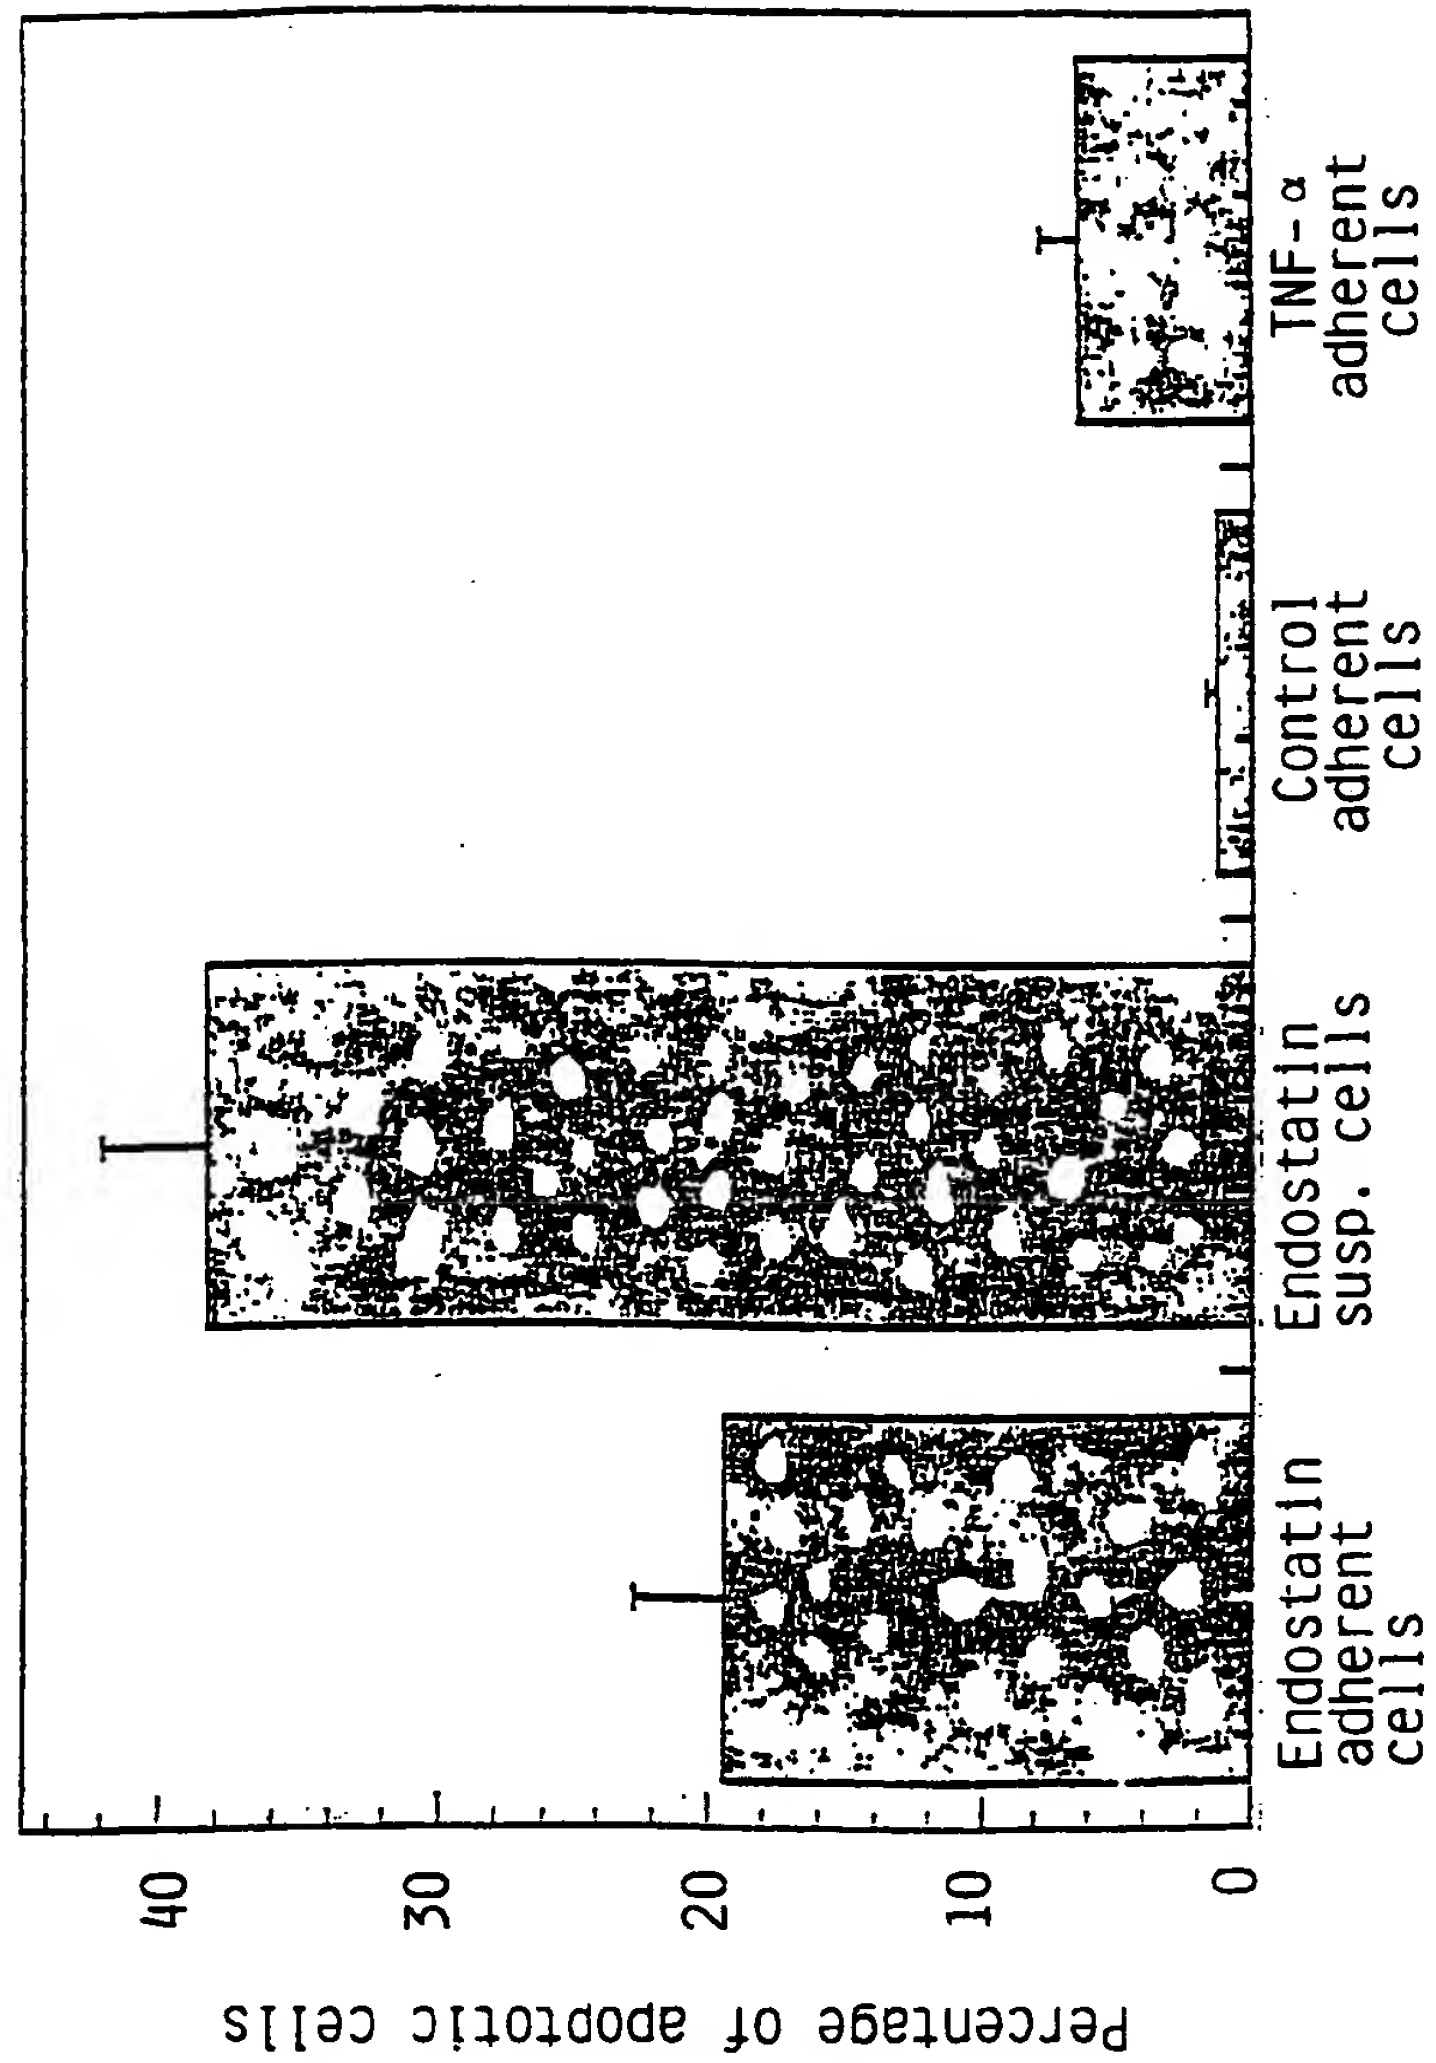 Percentage of apoptotic cells
40
30
20
10
0
Endostatin
adherent
cells
Endostatin
susp. cells
Control
adherent
cells
TNF-α
adherent
cells